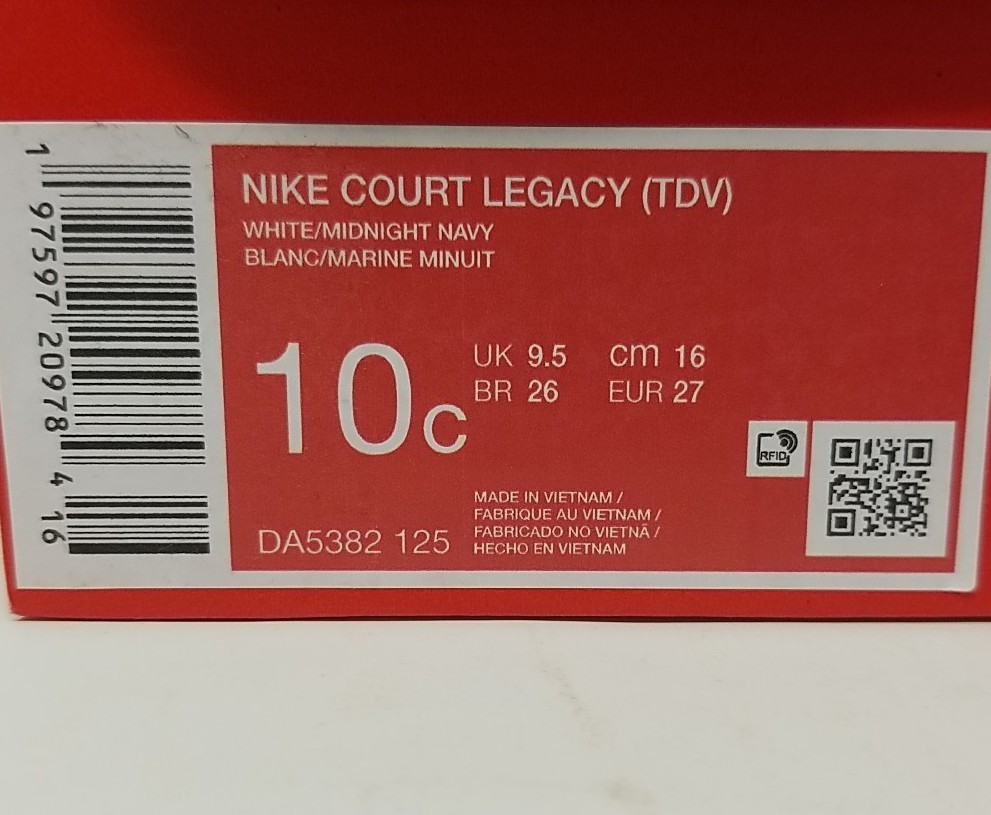 NIKE COURT LEGACY (TDV)
WHITE/MIDNIGHT NAVY
BLANC/MARINE MINUIT
10C
UK 9.5 cm 16
BR 26 EUR 27
RFID
MADE IN VIETNAM /
FABRIQUE AU VIETNAM /
FABRICADO NO VIETNÃ /
HECHO EN VIETNAM
DA5382 125
1 97597 20978 4 16